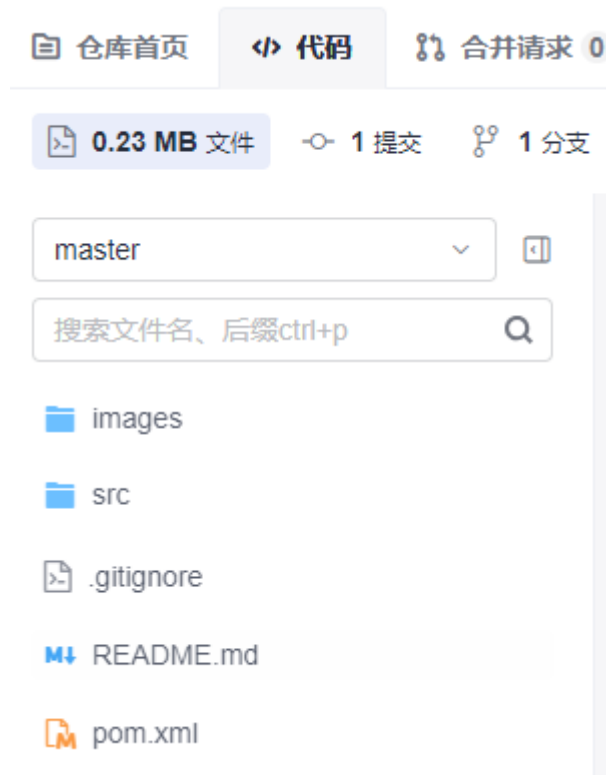 仓库首页 代码 合并请求 0
0.23 MB 文件 1 提交 1 分支
master
搜索文件名、后缀ctrl+p
images
src
.gitignore
README.md
pom.xml